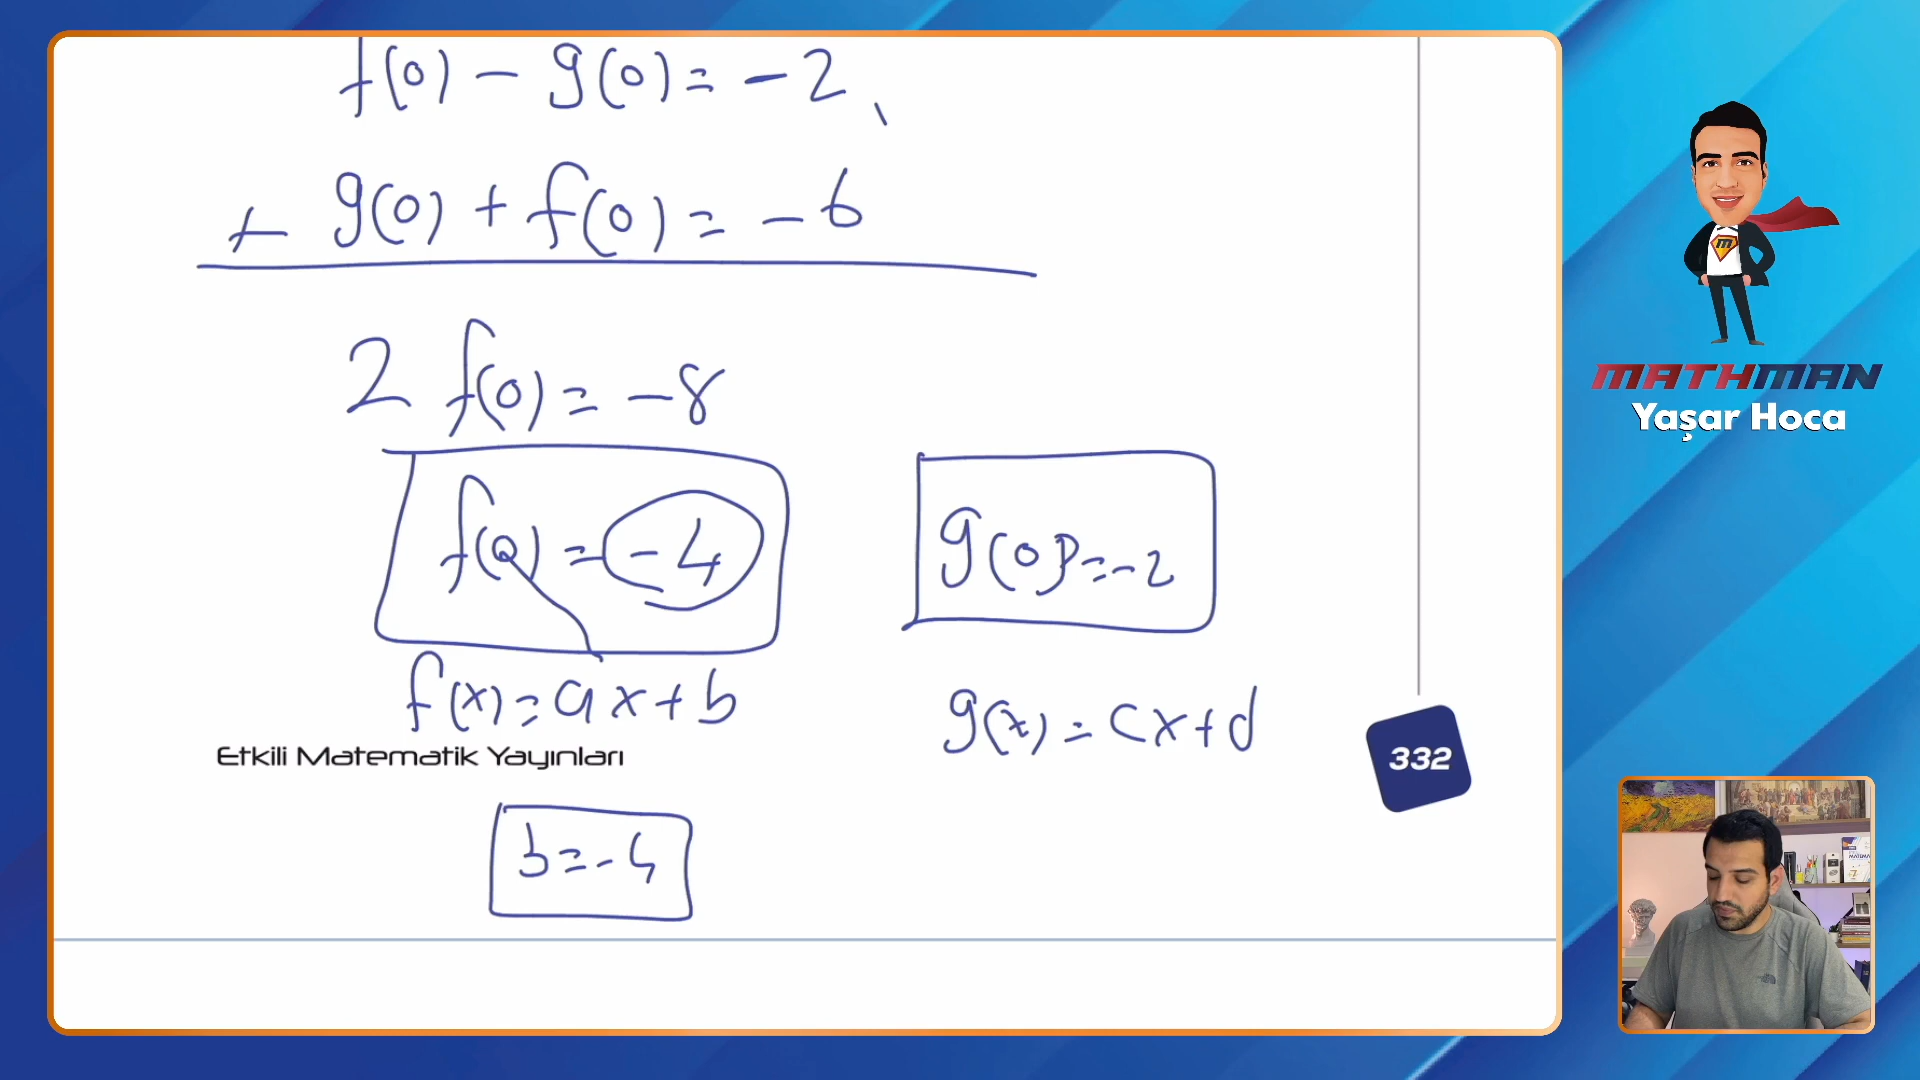 f(0) - g(0) = -2
+ g(0) + f(0) = -6
2 f(0) = -8
f(0) = -4
g(0) = -2
f(x) = ax + b
g(x) = cx + d
Etkili Matematik Yayınları
332
b = -4
m
MATHMAN
Yaşar Hoca